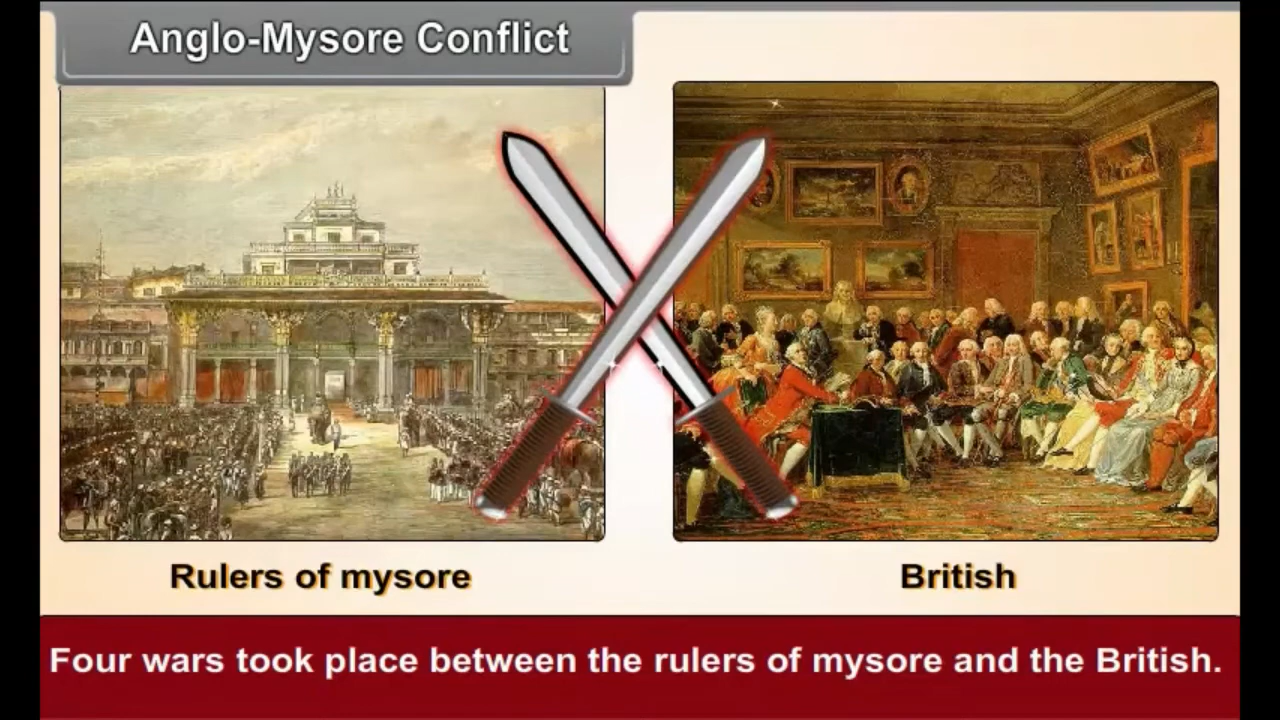 Anglo-Mysore Conflict
Rulers of mysore
British
Four wars took place between the rulers of mysore and the British.